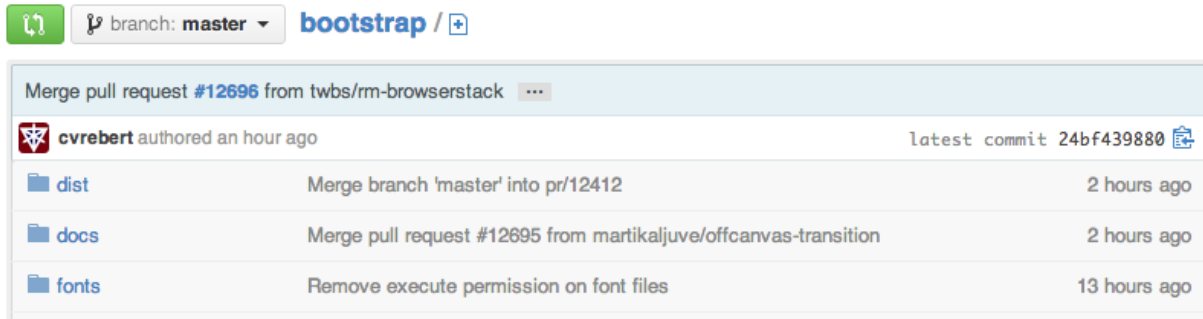 branch: master bootstrap /
Merge pull request #12696 from twbs/rm-browserstack ...
cvrebert authored an hour ago latest commit 24bf439880
dist Merge branch 'master' into pr/12412 2 hours ago
docs Merge pull request #12695 from martikaljuve/offcanvas-transition 2 hours ago
fonts Remove execute permission on font files 13 hours ago